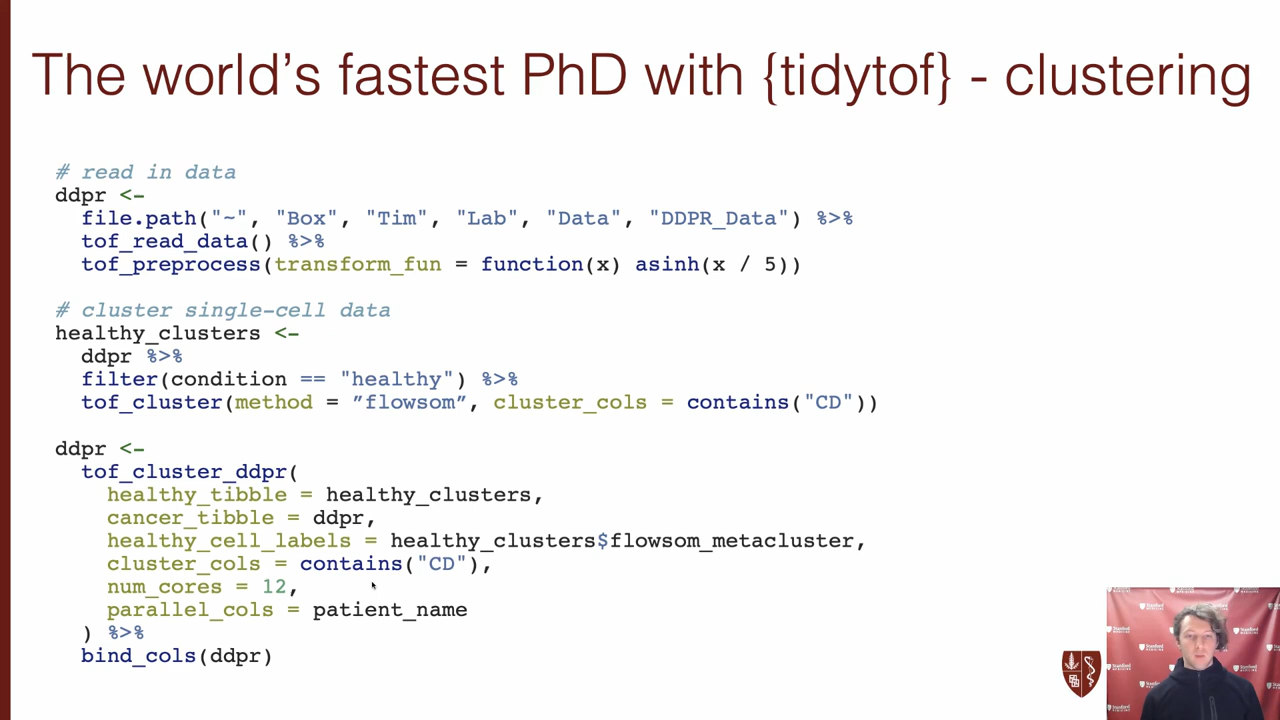 The world’s fastest PhD with {tidytof} - clustering
# read in data
ddpr <-
  file.path("~", "Box", "Tim", "Lab", "Data", "DDPR_Data") %>%
  tof_read_data() %>%
  tof_preprocess(transform_fun = function(x) asinh(x / 5))
# cluster single-cell data
healthy_clusters <-
  ddpr %>%
  filter(condition == "healthy") %>%
  tof_cluster(method = ”flowsom”, cluster_cols = contains("CD"))
ddpr <-
  tof_cluster_ddpr(
    healthy_tibble = healthy_clusters,
    cancer_tibble = ddpr,
    healthy_cell_labels = healthy_clusters$flowsom_metacluster,
    cluster_cols = contains("CD"),
    num_cores = 12,
    parallel_cols = patient_name
  ) %>%
  bind_cols(ddpr)